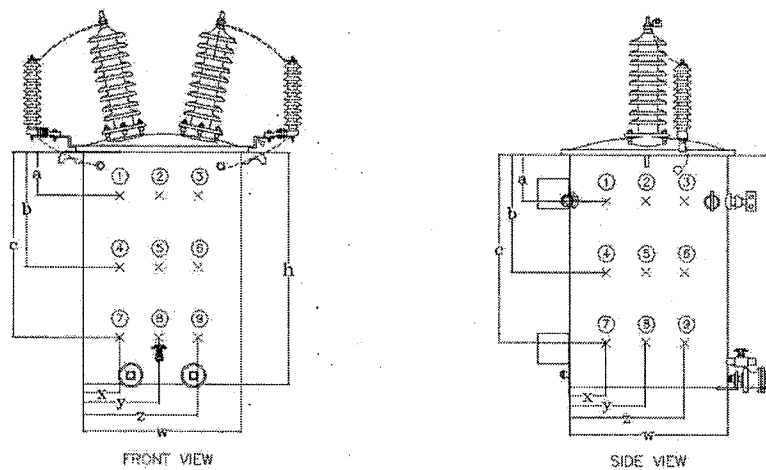 1 2 3 1 2 3
a a
b b
4 5 6 4 5 6
c c
h
7 8 9 7 8 9
x x
y y
z z
w w
FRONT VIEW SIDE VIEW